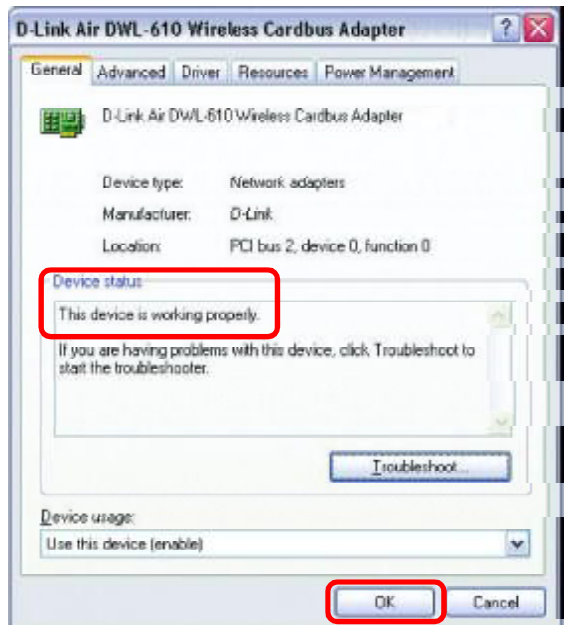 D-Link Air DWL-610 Wireless Cardbus Adapter
General Advanced Driver Resources Power Management
D-Link Air DWL-610 Wireless Cardbus Adapter
Device type: Network adapters
Manufacturer: D-Link
Location: PCI bus 2, device 0, function 0
Device status
This device is working properly.
If you are having problems with this device, click Troubleshoot to
start the troubleshooter.
Troubleshoot...
Device usage:
Use this device (enable)
OK Cancel